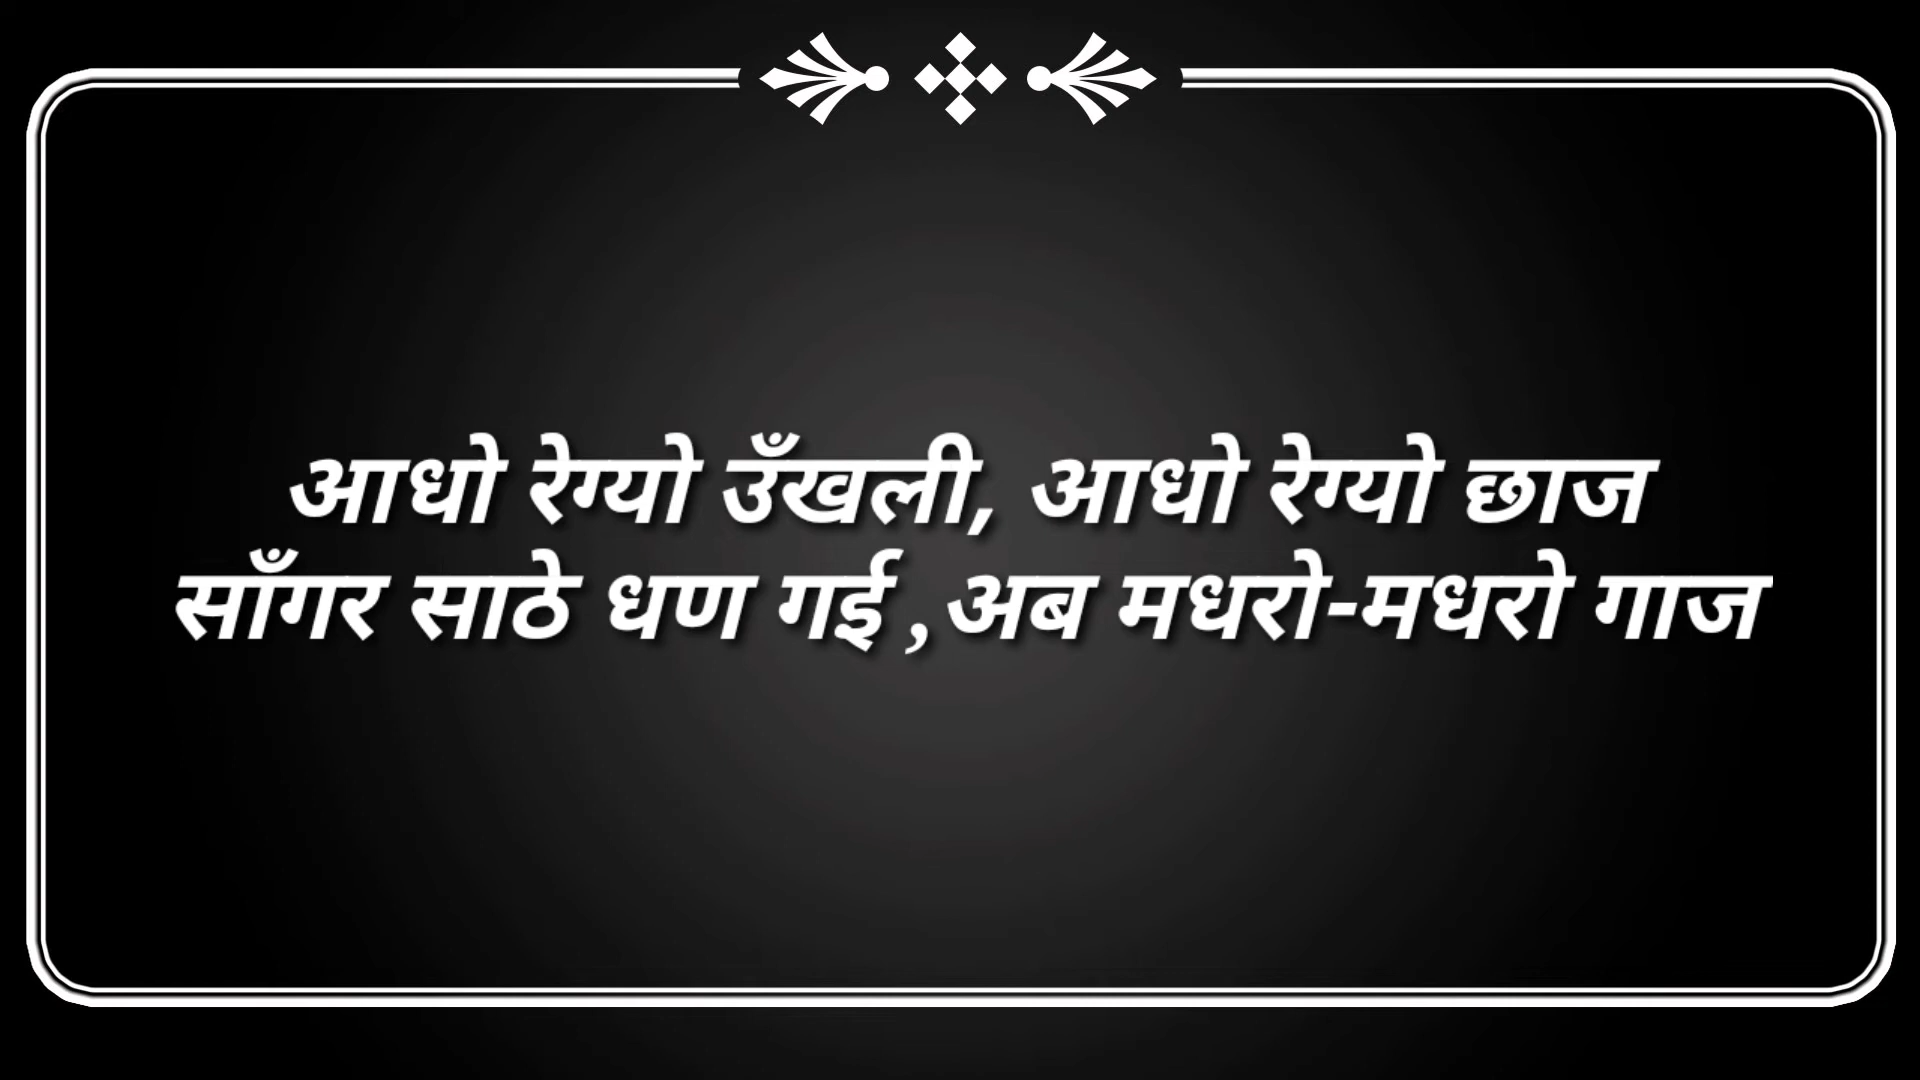 आधो रेग्यो उँखली, आधो रेग्यो छाज
साँगर साठे धण गई ,अब मधरो-मधरो गाज